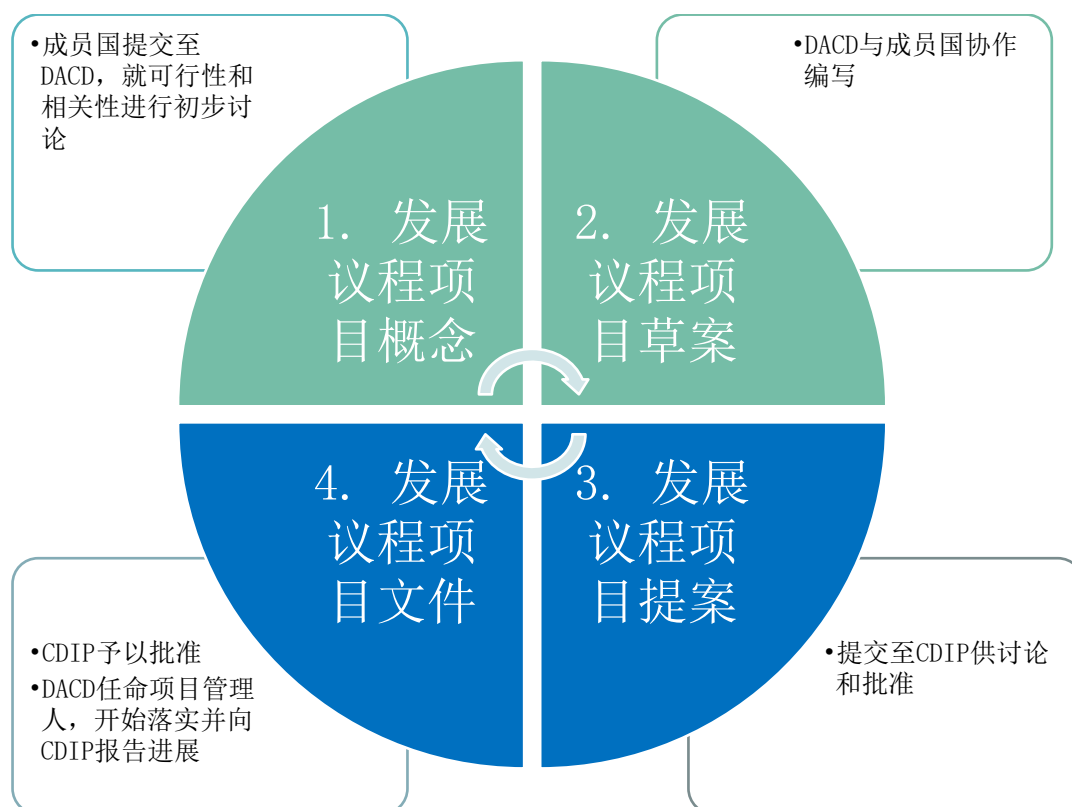 •成员国提交至
DACD，就可行性和
相关性进行初步讨
论
•DACD与成员国协作
编写
1. 发展
议程项
目概念
2. 发展
议程项
目草案
4. 发展
议程项
目文件
3. 发展
议程项
目提案
•CDIP予以批准
•DACD任命项目管理
人，开始落实并向
CDIP报告进展
•提交至CDIP供讨论
和批准